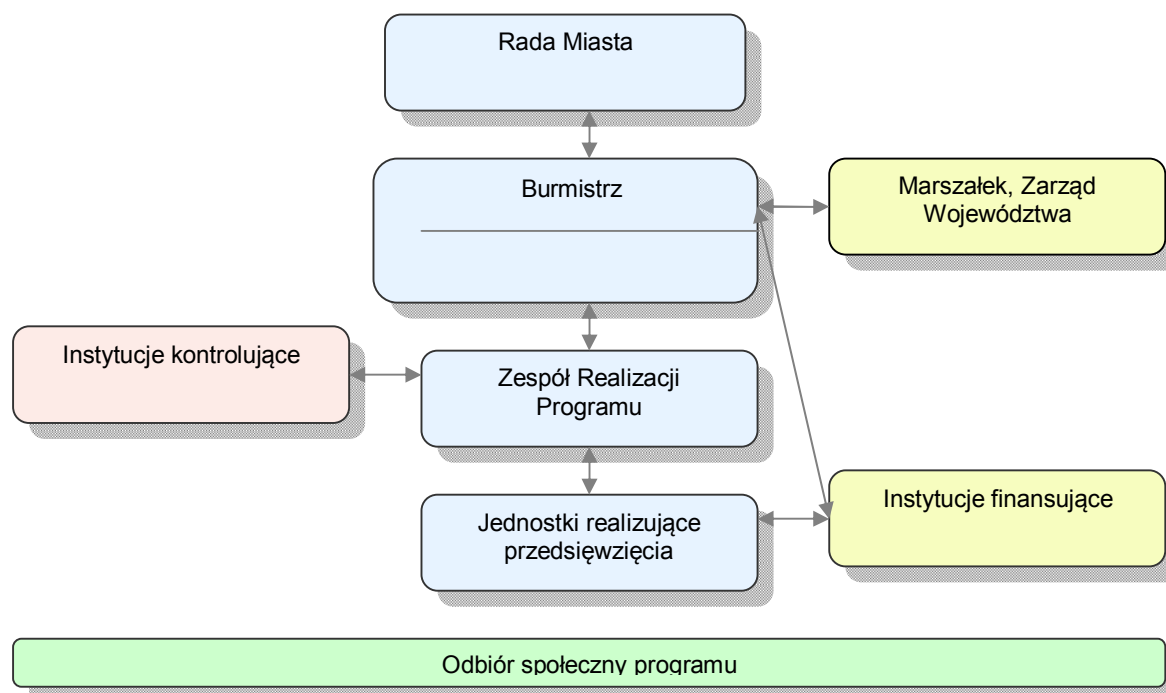 Rada Miasta
Burmistrz
Marszałek, Zarząd
Województwa
Instytucje kontrolujące
Zespół Realizacji
Programu
Jednostki realizujące
przedsięwzięcia
Instytucje finansujące
Odbiór społeczny programu